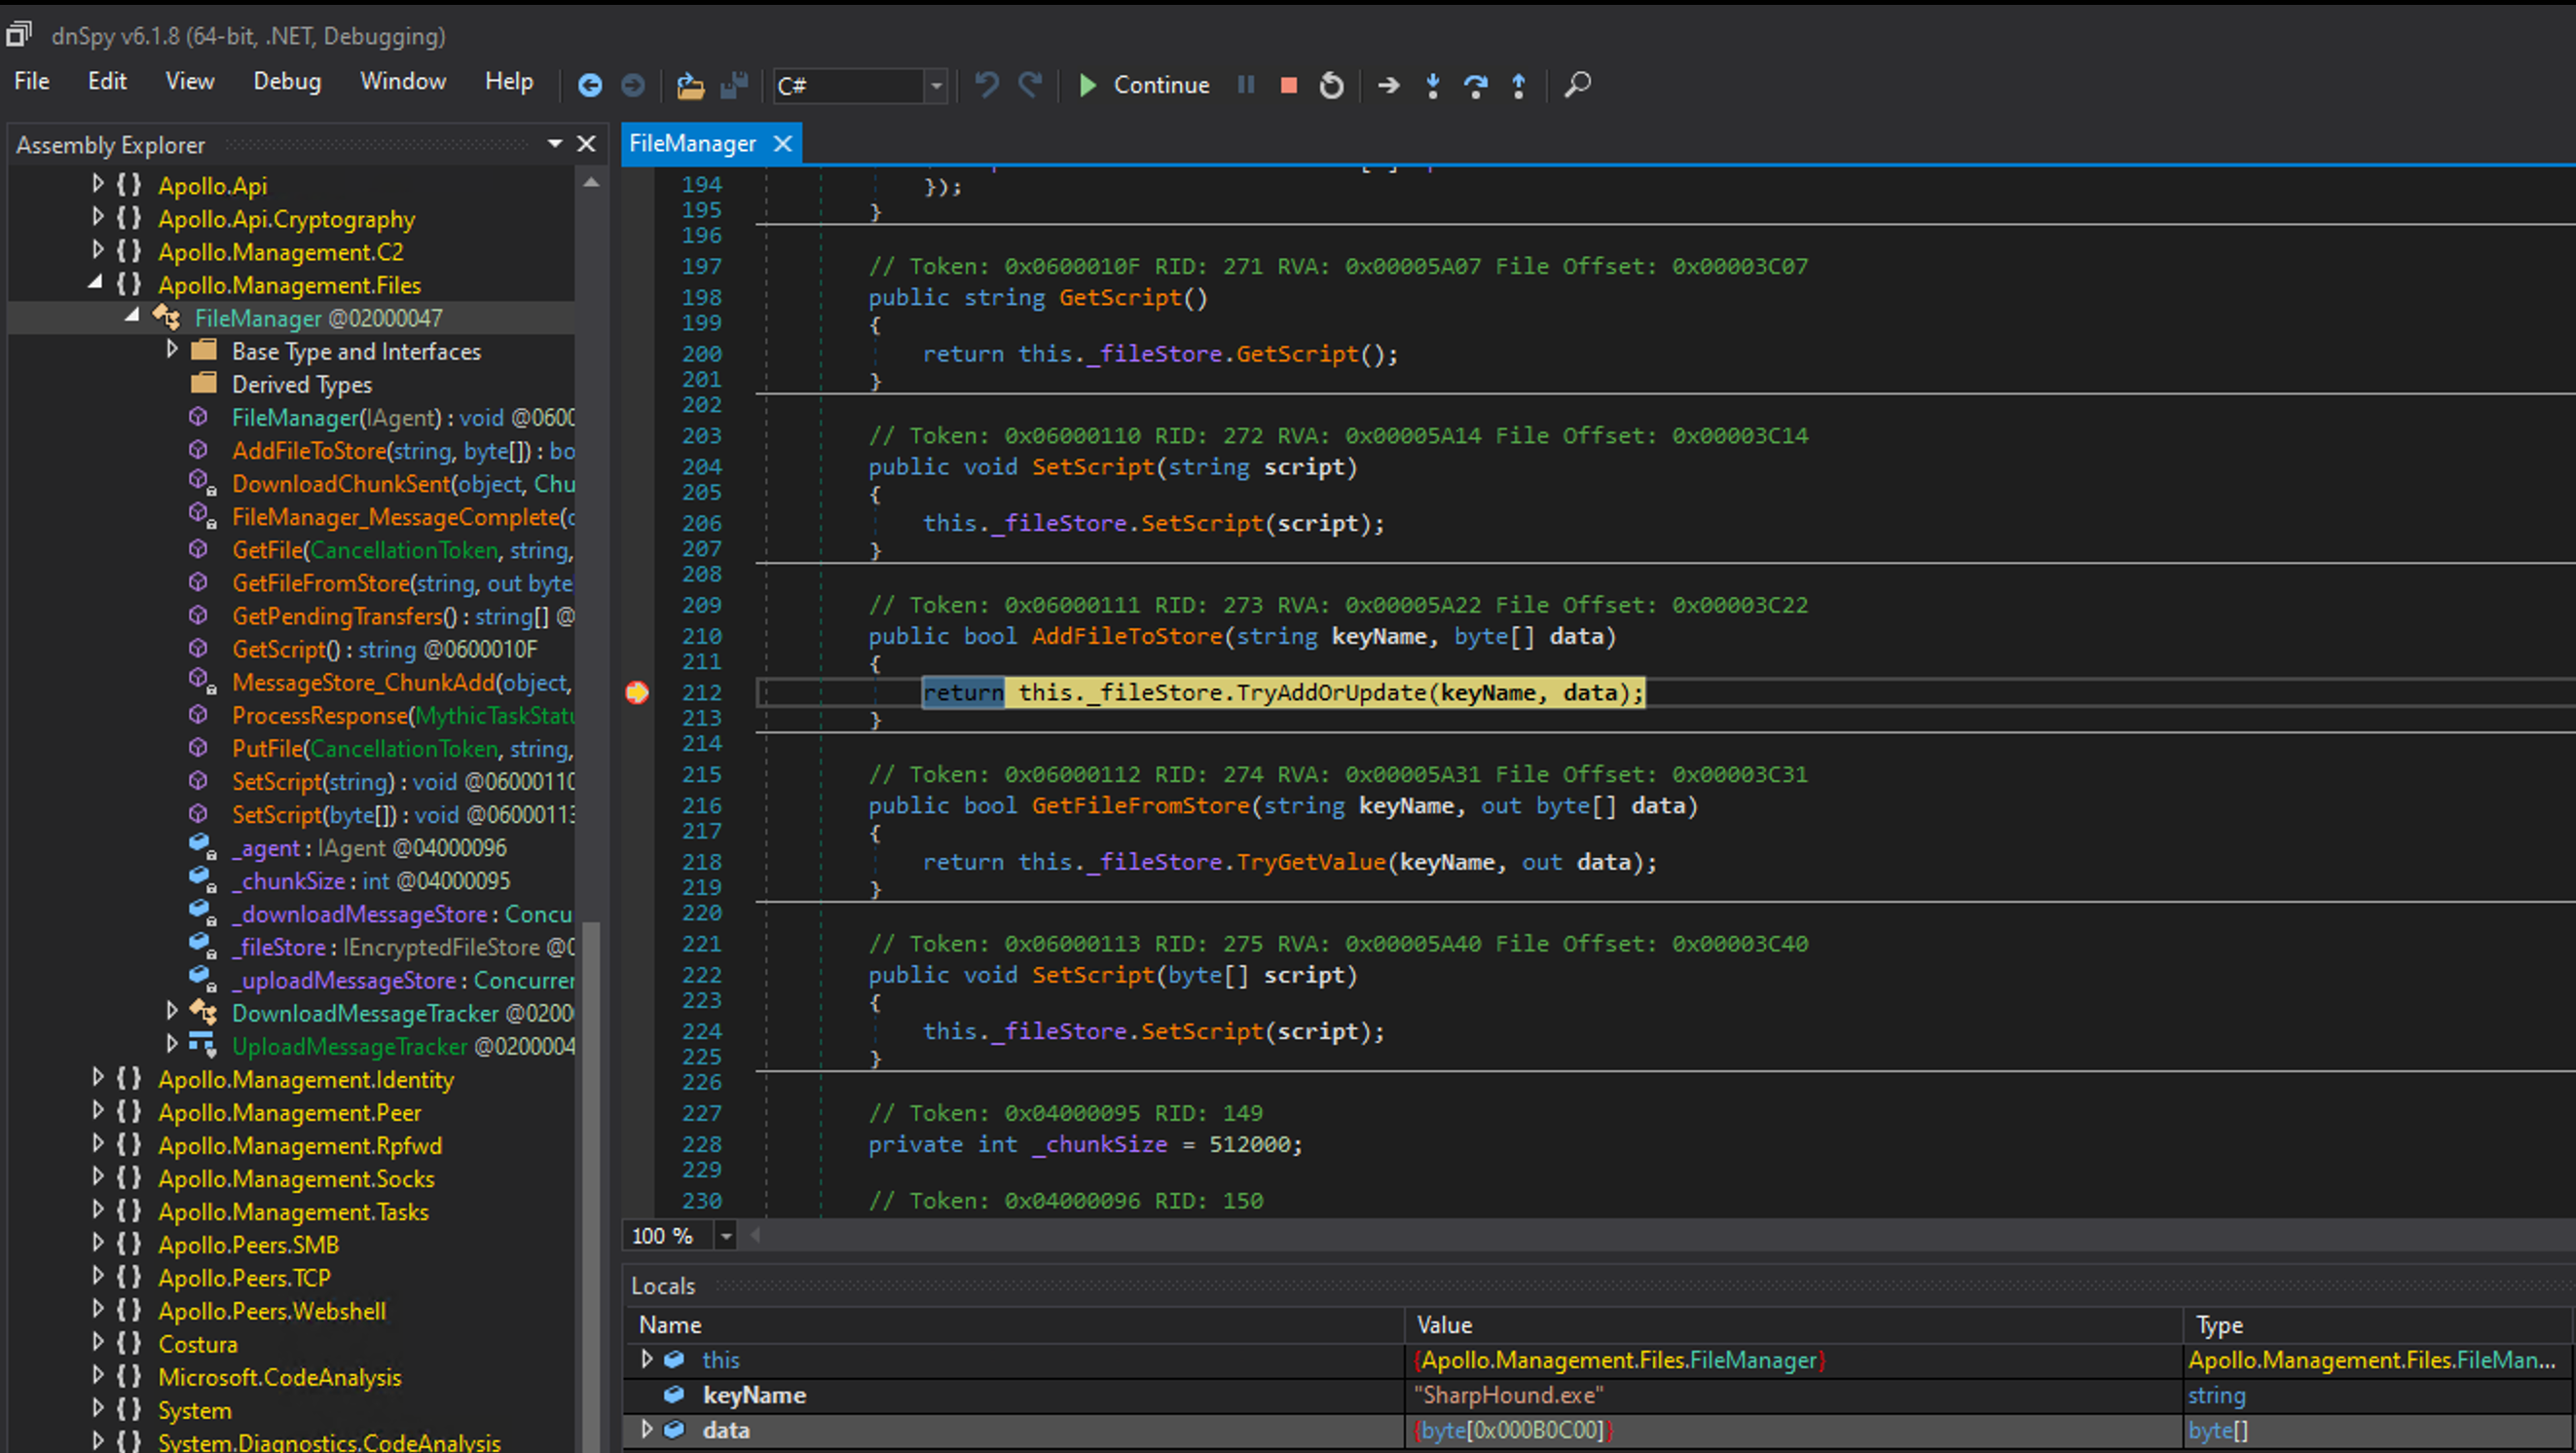 dnSpy v6.1.8 (64-bit, .NET, Debugging)
File Edit View Debug Window Help C# Continue
Assembly Explorer
Apollo.Api
Apollo.Api.Cryptography
Apollo.Management.C2
Apollo.Management.Files
FileManager @02000047
Base Type and Interfaces
Derived Types
FileManager(IAgent) : void @0600
AddFileToStore(string, byte[]) : bo
DownloadChunkSent(object, Chu
FileManager_MessageComplete(
GetFile(CancellationToken, string,
GetFileFromStore(string, out byte
GetPendingTransfers() : string[] @
GetScript() : string @0600010F
MessageStore_ChunkAdd(object,
ProcessResponse(MythicTaskStatu
PutFile(CancellationToken, string,
SetScript(string) : void @06000110
SetScript(byte[]) : void @06000113
_agent : IAgent @04000096
_chunkSize : int @04000095
_downloadMessageStore : Concu
_fileStore : IEncryptedFileStore @0
_uploadMessageStore : Concurrer
DownloadMessageTracker @0200
UploadMessageTracker @0200004
Apollo.Management.Identity
Apollo.Management.Peer
Apollo.Management.Rpfwd
Apollo.Management.Socks
Apollo.Management.Tasks
Apollo.Peers.SMB
Apollo.Peers.TCP
Apollo.Peers.Webshell
Costura
Microsoft.CodeAnalysis
System
System.Diagnostics.CodeAnalysis
FileManager
194 });
195 }
196
197 // Token: 0x0600010F RID: 271 RVA: 0x00005A07 File Offset: 0x00003C07
198 public string GetScript()
199 {
200 return this._fileStore.GetScript();
201 }
202
203 // Token: 0x06000110 RID: 272 RVA: 0x00005A14 File Offset: 0x00003C14
204 public void SetScript(string script)
205 {
206 this._fileStore.SetScript(script);
207 }
208
209 // Token: 0x06000111 RID: 273 RVA: 0x00005A22 File Offset: 0x00003C22
210 public bool AddFileToStore(string keyName, byte[] data)
211 {
212 return this._fileStore.TryAddOrUpdate(keyName, data);
213 }
214
215 // Token: 0x06000112 RID: 274 RVA: 0x00005A31 File Offset: 0x00003C31
216 public bool GetFileFromStore(string keyName, out byte[] data)
217 {
218 return this._fileStore.TryGetValue(keyName, out data);
219 }
220
221 // Token: 0x06000113 RID: 275 RVA: 0x00005A40 File Offset: 0x00003C40
222 public void SetScript(byte[] script)
223 {
224 this._fileStore.SetScript(script);
225 }
226
227 // Token: 0x04000095 RID: 149
228 private int _chunkSize = 512000;
229
230 // Token: 0x04000096 RID: 150
100 %
Locals
Name Value Type
this {Apollo.Management.Files.FileManager} Apollo.Management.Files.FileMan...
keyName "SharpHound.exe" string
data {byte[0x000B0C00]} byte[]